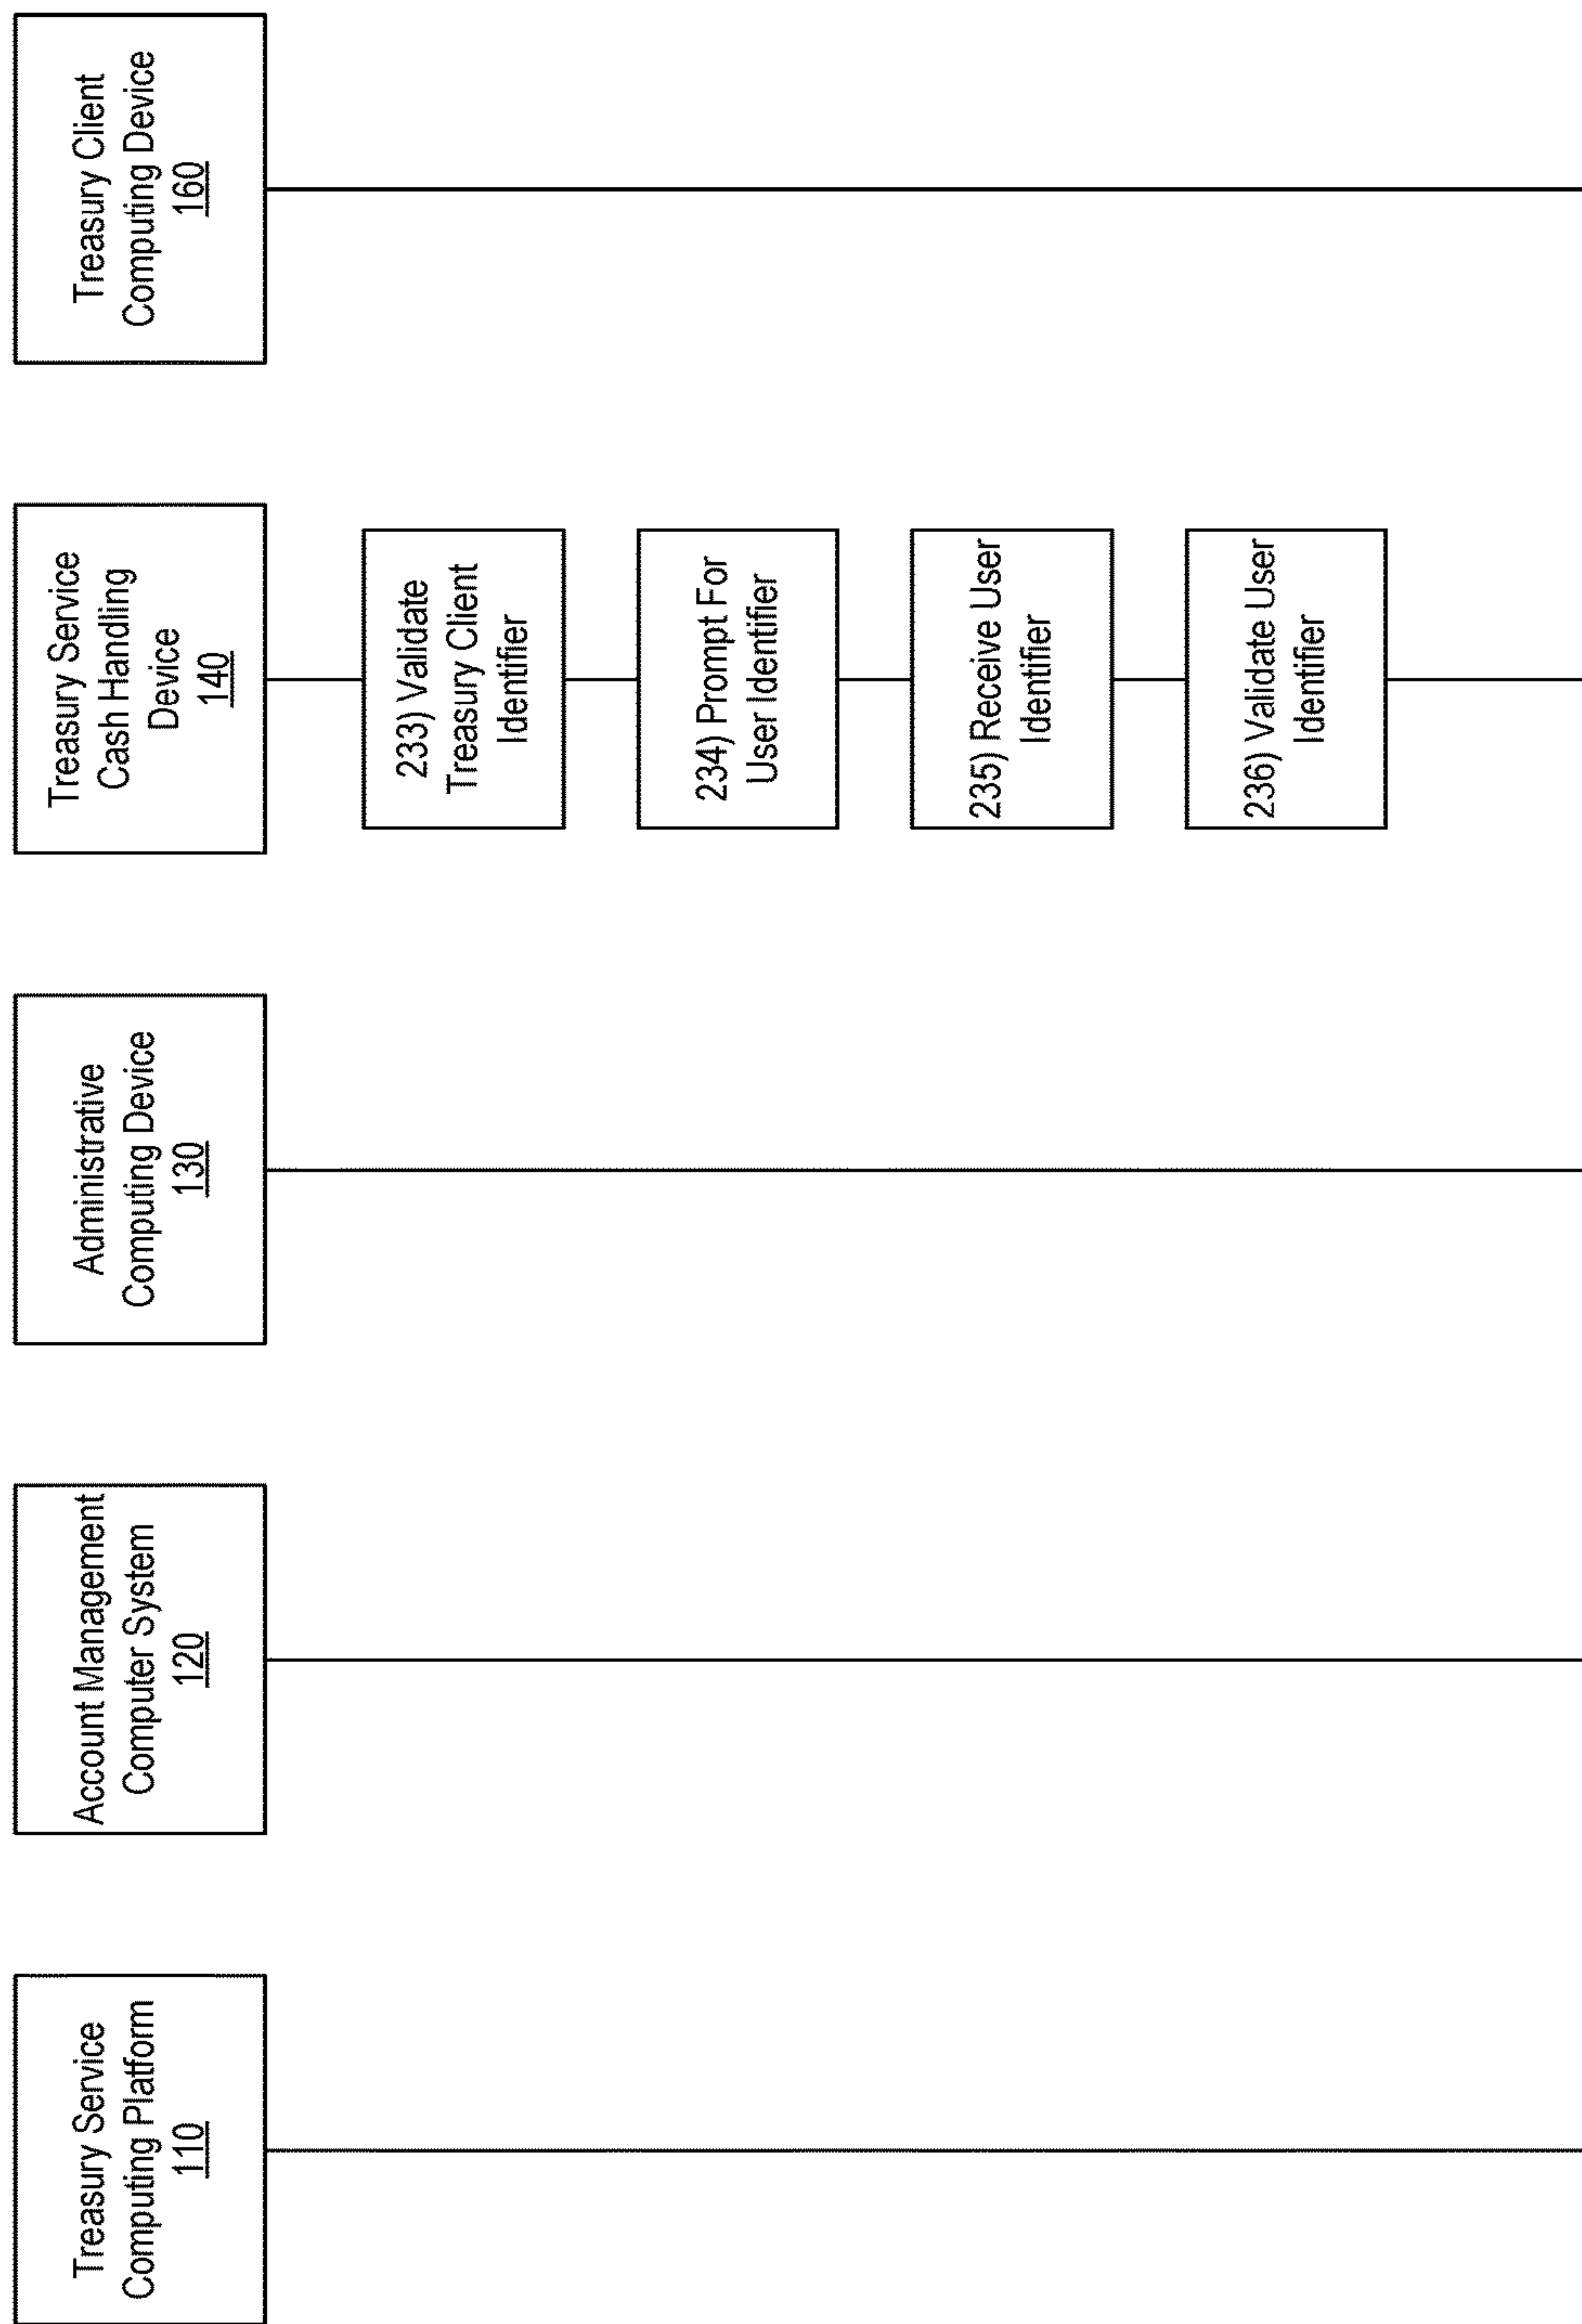 Treasury Service
Computing Platform
110
Account Management
Computer System
120
Administrative
Computing Device
130
Treasury Service
Cash Handling
Device
140
Treasury Client
Computing Device
160
233) Validate
Treasury Client
Identifier
234) Prompt For
User Identifier
235) Receive User
Identifier
236) Validate User
Identifier